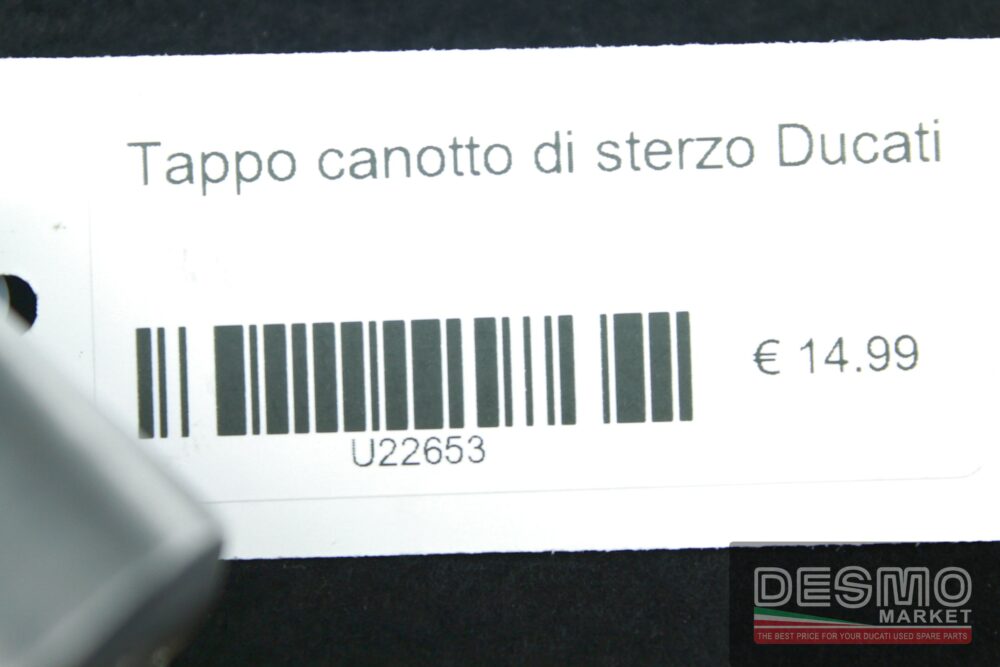 Tappo canotto di sterzo Ducati
€ 14.99
U22653
DESMO
MARKET
THE BEST PRICE FOR YOUR DUCATI USED SPARE PARTS